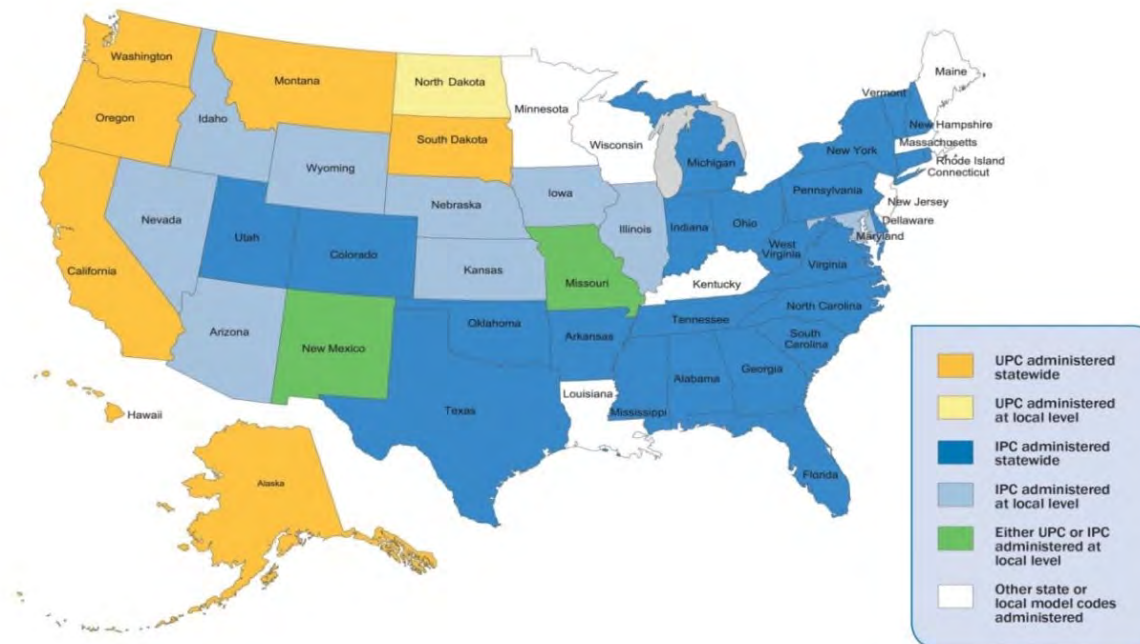 Washington
Montana
North Dakota
Minnesota
Maine
Vermont
Oregon
Idaho
South Dakota
Wisconsin
New Hampshire
Massachusetts
Wyoming
Michigan
New York
Rhode Island
Connecticut
Iowa
Pennsylvania
New Jersey
Nebraska
Nevada
Illinois
Indiana
Ohio
Dellaware
Maryland
Utah
West
Virginia
Colorado
Virginia
California
Kansas
Missouri
Kentucky
North Carolina
Oklahoma
Tennessee
Arizona
New Mexico
Arkansas
South
Carolina
Georgia
Alabama
Louisiana
Mississippi
Texas
Hawaii
Florida
Alaska
UPC administered
statewide
UPC administered
at local level
IPC administered
statewide
IPC administered
at local level
Either UPC or IPC
administered at
local level
Other state or
local model codes
administered